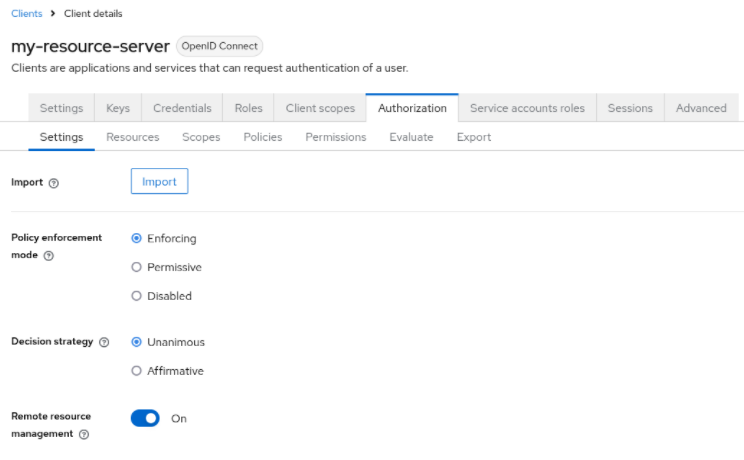 Clients > Client details
my-resource-server OpenID Connect
Clients are applications and services that can request authentication of a user.
Settings Keys Credentials Roles Client scopes Authorization Service accounts roles Sessions Advanced
Settings Resources Scopes Policies Permissions Evaluate Export
Import ? Import
Policy enforcement
mode ?
Enforcing
Permissive
Disabled
Decision strategy ? Unanimous
Affirmative
Remote resource
management ?
On